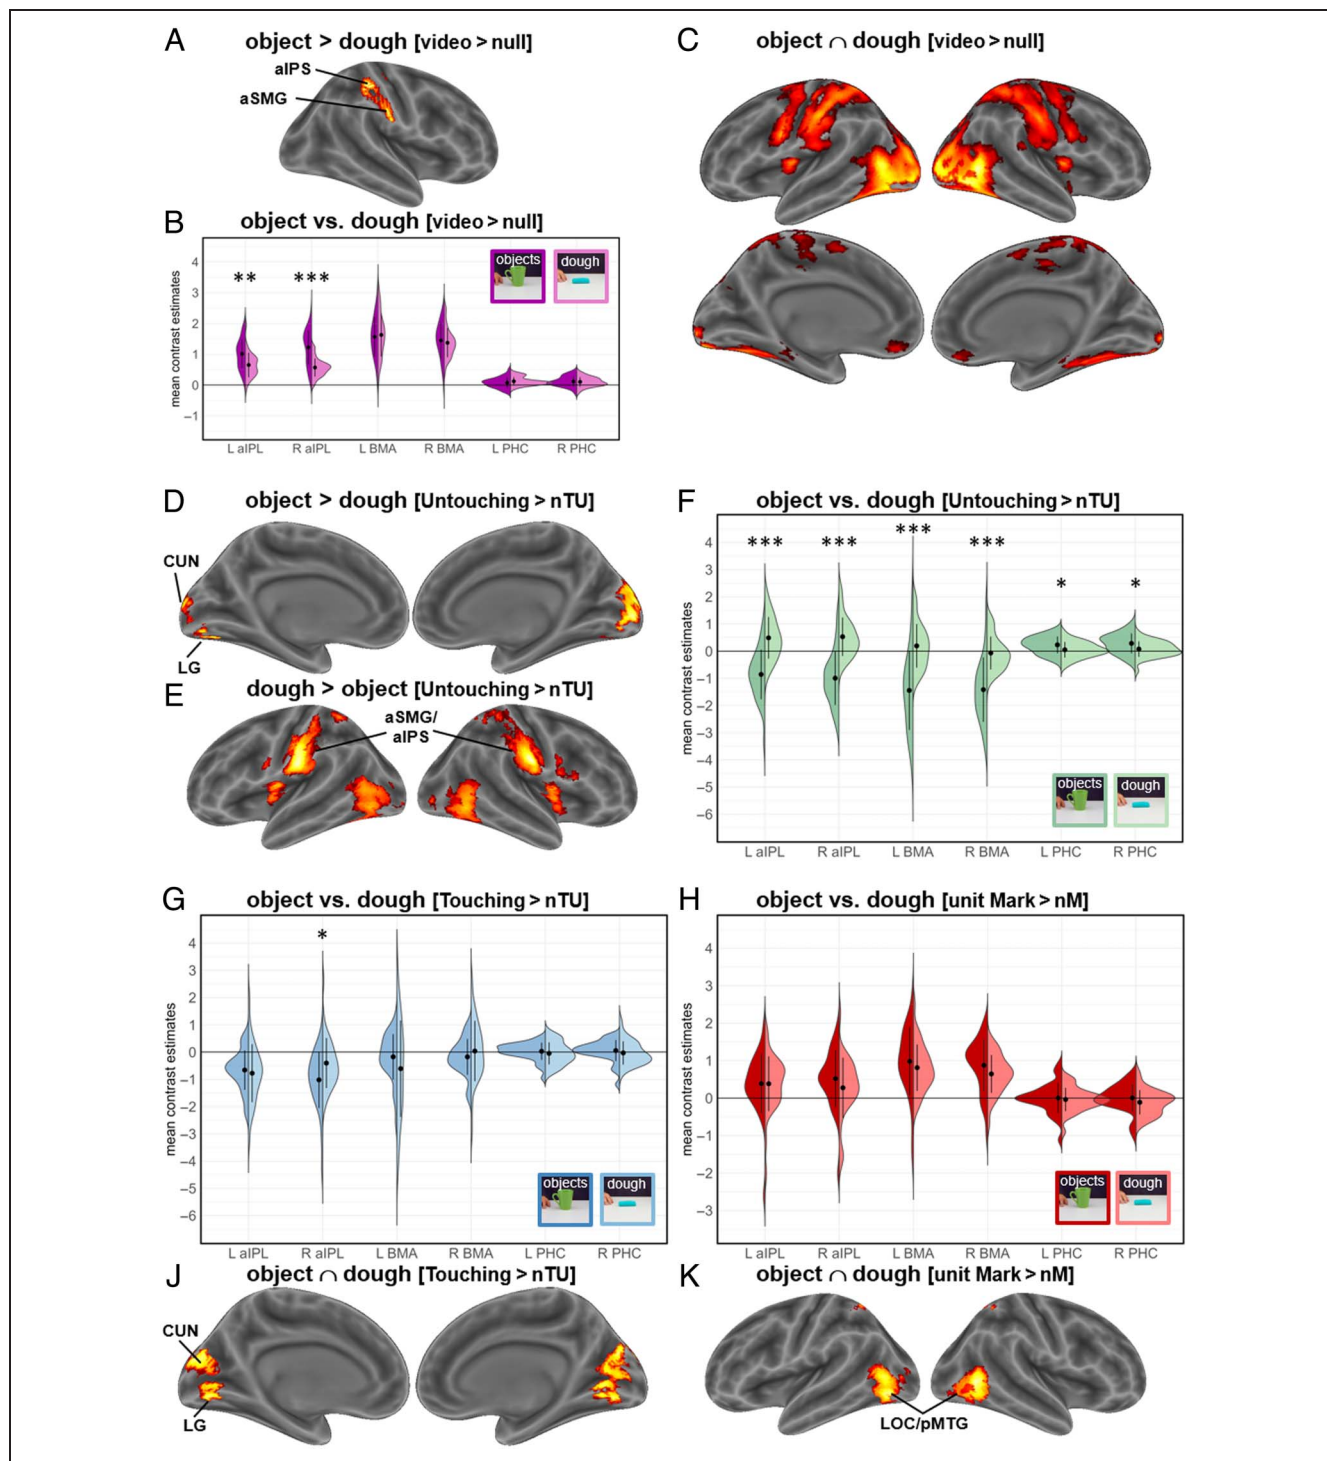 A object > dough [video > null]
aIPS
aSMG
B object vs. dough [video > null]
mean contrast estimates
4
3
2
1
0
−1
** ***
objects dough
L aIPL R aIPL L BMA R BMA L PHC R PHC
C object ∩ dough [video > null]
D object > dough [Untouching > nTU]
CUN
LG
E dough > object [Untouching > nTU]
aSMG/
aIPS
F object vs. dough [Untouching > nTU]
mean contrast estimates
4
3
2
1
0
−1
−2
−3
−4
−5
−6
*** *** *** *** * *
objects dough
L aIPL R aIPL L BMA R BMA L PHC R PHC
G object vs. dough [Touching > nTU]
mean contrast estimates
4
3
2
1
0
−1
−2
−3
−4
−5
−6
*
objects dough
L aIPL R aIPL L BMA R BMA L PHC R PHC
H object vs. dough [unit Mark > nM]
mean contrast estimates
4
3
2
1
0
−1
−2
−3
objects dough
L aIPL R aIPL L BMA R BMA L PHC R PHC
J object ∩ dough [Touching > nTU]
CUN
LG
K object ∩ dough [unit Mark > nM]
LOC/pMTG